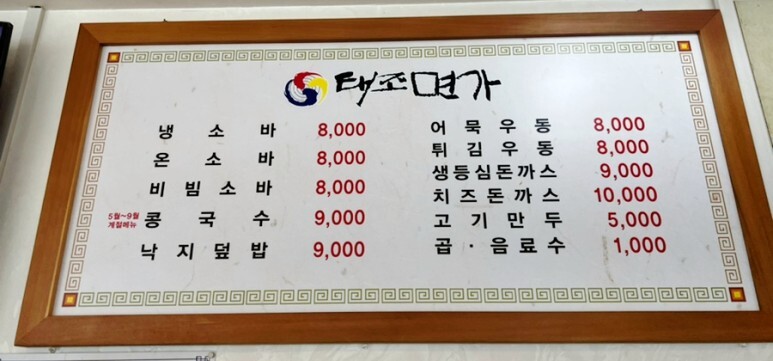 태조명가
냉소바 8,000
온소바 8,000
비빔소바 8,000
5월~9월
계절메뉴
콩국수 9,000
낙지덮밥 9,000
어묵우동 8,000
튀김우동 8,000
생등심돈까스 9,000
치즈돈까스 10,000
고기만두 5,000
곱·음료수 1,000